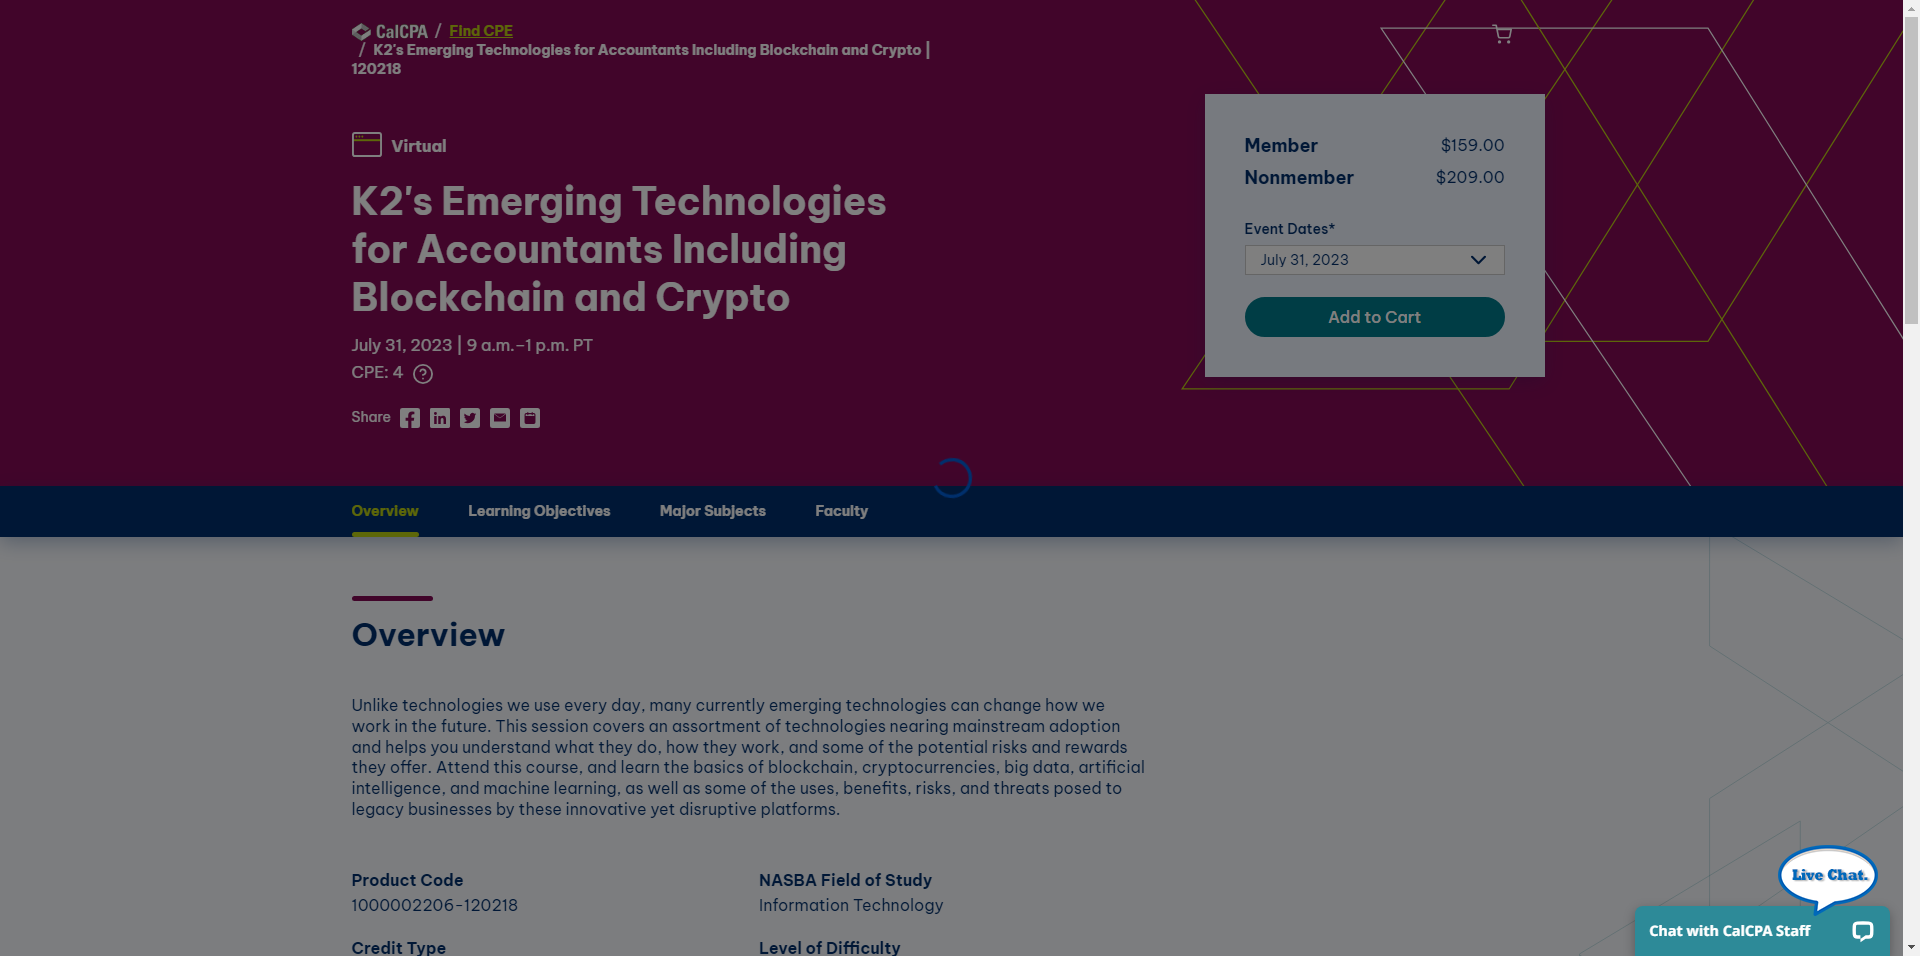 CalCPA / Find CPE
/ K2's Emerging Technologies for Accountants Including Blockchain and Crypto |
120218
Virtual
K2's Emerging Technologies
for Accountants Including
Blockchain and Crypto
July 31, 2023 | 9 a.m.–1 p.m. PT
CPE: 4 ?
Share
Member $159.00
Nonmember $209.00
Event Dates*
July 31, 2023
Add to Cart
Overview Learning Objectives Major Subjects Faculty
Overview
Unlike technologies we use every day, many currently emerging technologies can change how we
work in the future. This session covers an assortment of technologies nearing mainstream adoption
and helps you understand what they do, how they work, and some of the potential risks and rewards
they offer. Attend this course, and learn the basics of blockchain, cryptocurrencies, big data, artificial
intelligence, and machine learning, as well as some of the uses, benefits, risks, and threats posed to
legacy businesses by these innovative yet disruptive platforms.
Product Code
1000002206-120218
NASBA Field of Study
Information Technology
Credit Type
Level of Difficulty
Live Chat.
Chat with CalCPA Staff